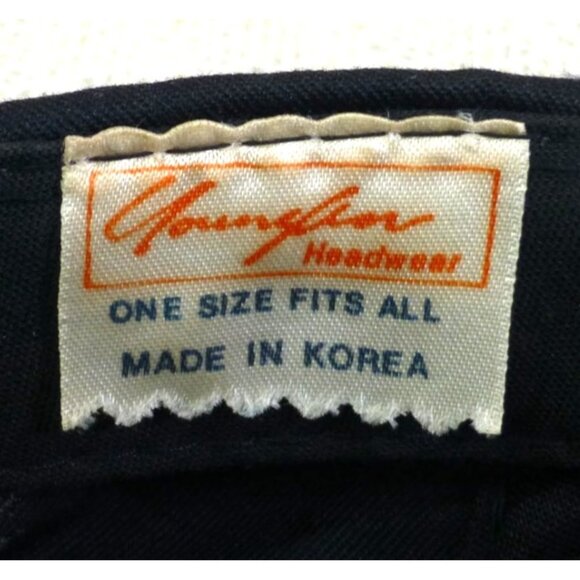 Youngan
Headwear
ONE SIZE FITS ALL
MADE IN KOREA